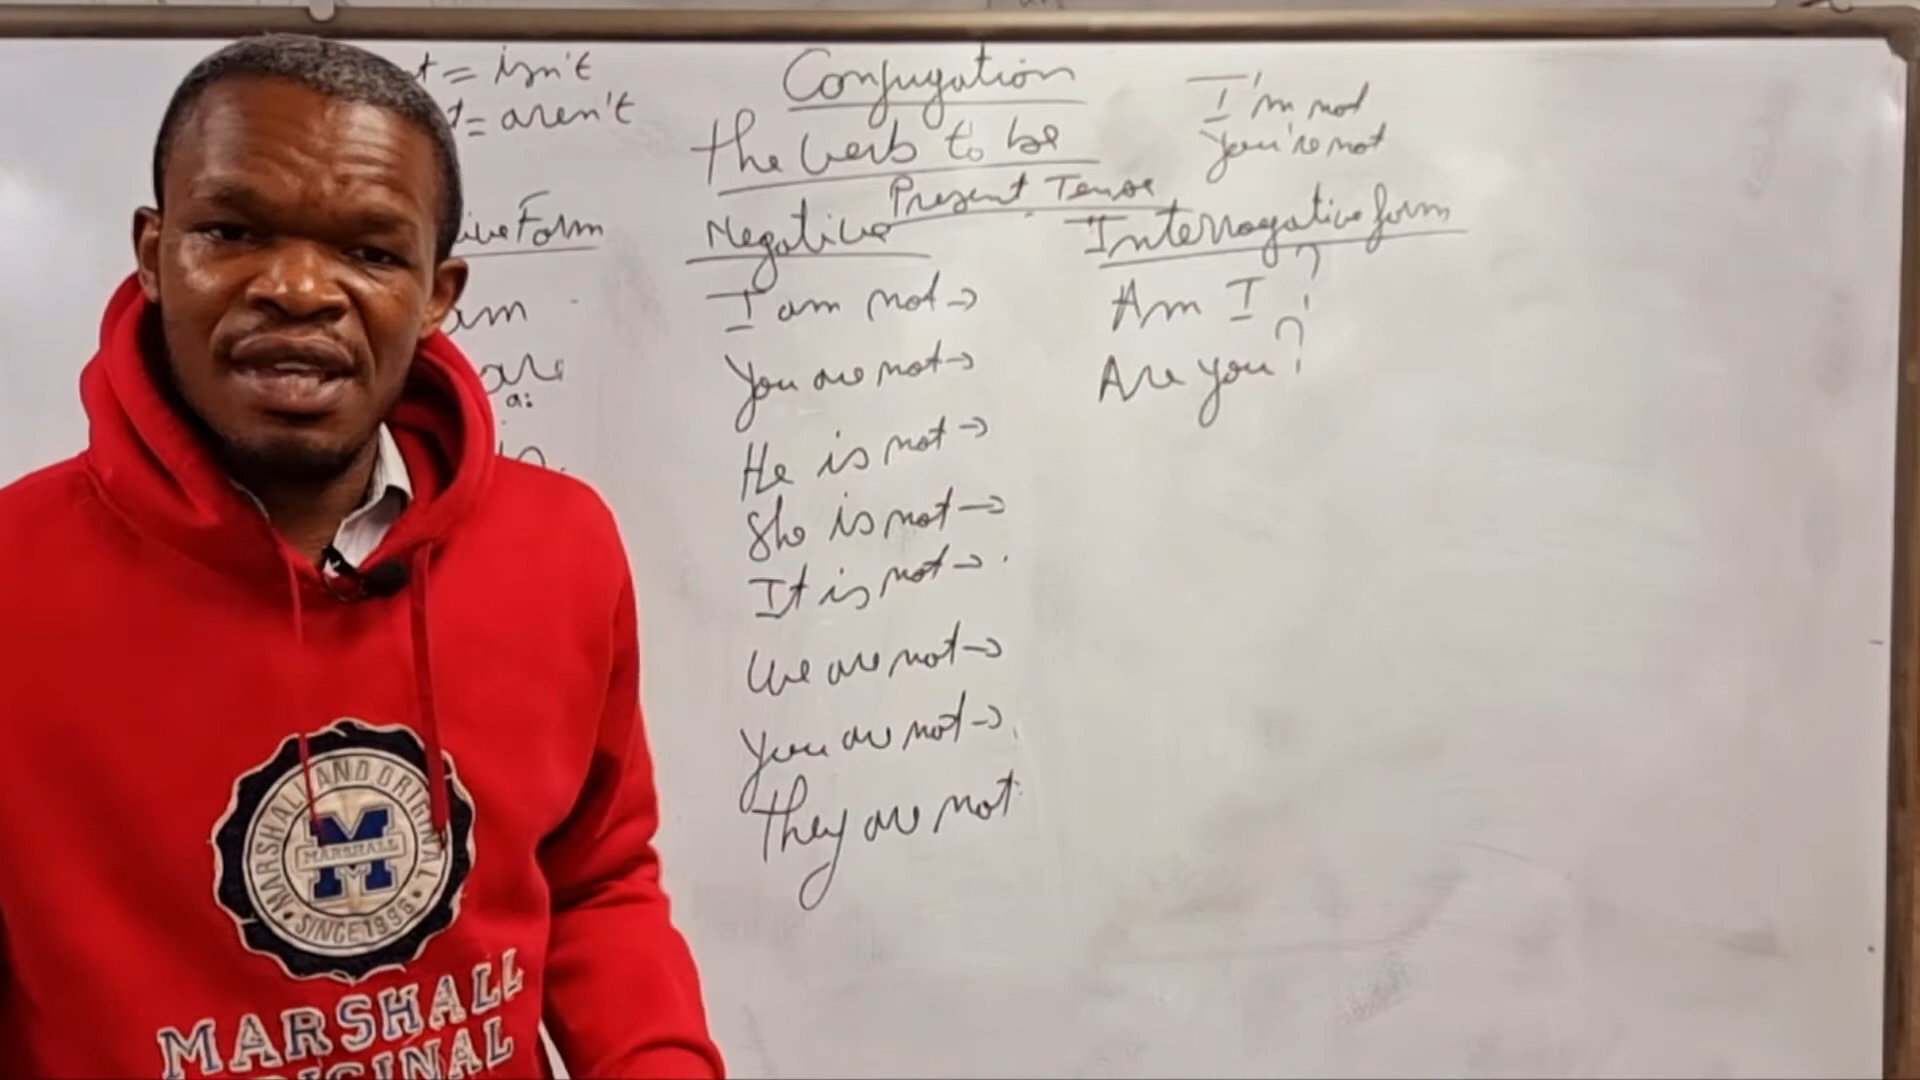 t = isn't
t = aren't
Conjugation
the verb to be
Present Tense
I'm not
you're not
ive Form
am
are
a:
Negative
I am not →
You are not →
He is not →
She is not →
It is not →
We are not →
You are not →
they are not
Interrogative form
Am I ?
Are you ?
MARSHALL AND ORIGINAL
M
MARSHALL
SINCE 1996
MARSHALL
ORIGINAL